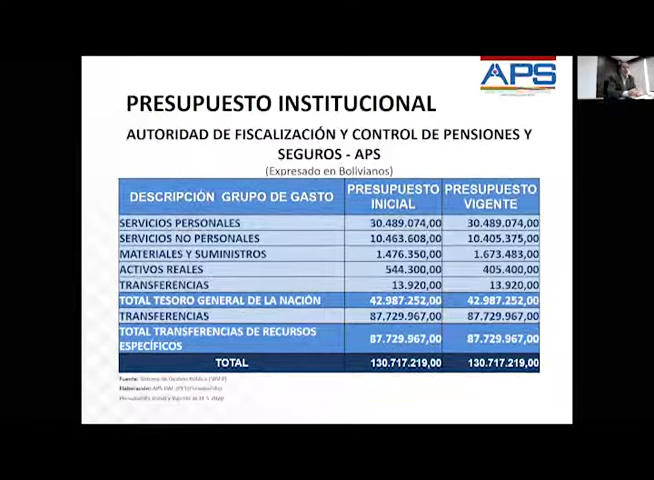 APS
PRESUPUESTO INSTITUCIONAL
AUTORIDAD DE FISCALIZACIÓN Y CONTROL DE PENSIONES Y
SEGUROS - APS
(Expresado en Bolivianos)
DESCRIPCIÓN GRUPO DE GASTO PRESUPUESTO INICIAL PRESUPUESTO VIGENTE
SERVICIOS PERSONALES 30.489.074,00 30.489.074,00
SERVICIOS NO PERSONALES 10.463.608,00 10.405.375,00
MATERIALES Y SUMINISTROS 1.476.350,00 1.673.483,00
ACTIVOS REALES 544.300,00 405.400,00
TRANSFERENCIAS 13.920,00 13.920,00
TOTAL TESORO GENERAL DE LA NACIÓN 42.987.252,00 42.987.252,00
TRANSFERENCIAS 87.729.967,00 87.729.967,00
TOTAL TRANSFERENCIAS DE RECURSOS
ESPECÍFICOS 87.729.967,00 87.729.967,00
TOTAL 130.717.219,00 130.717.219,00
Fuente: Sistema de Gestión Pública
Elaboración: APS